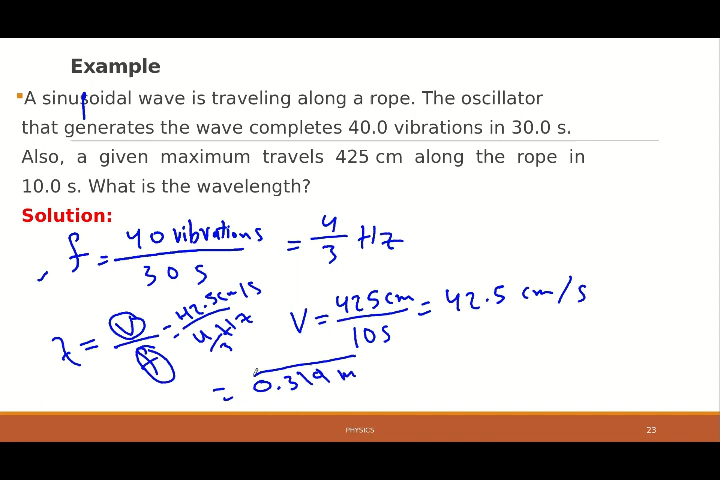 Example
A sinusoidal wave is traveling along a rope. The oscillator
that generates the wave completes 40.0 vibrations in 30.0 s.
Also, a given maximum travels 425 cm along the rope in
10.0 s. What is the wavelength?
Solution:
f = 40 vibrations / 30 s = 4/3 Hz
V = 425 cm / 10 s = 42.5 cm/s
λ = V/f = 42.5 cm/s / 4/3 Hz
= 0.319 m
PHYSICS
23